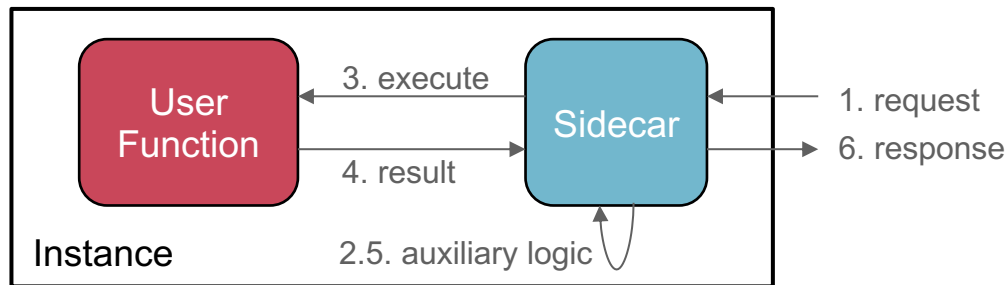 User
Function
3. execute
4. result
Sidecar
1. request
6. response
2.5. auxiliary logic
Instance